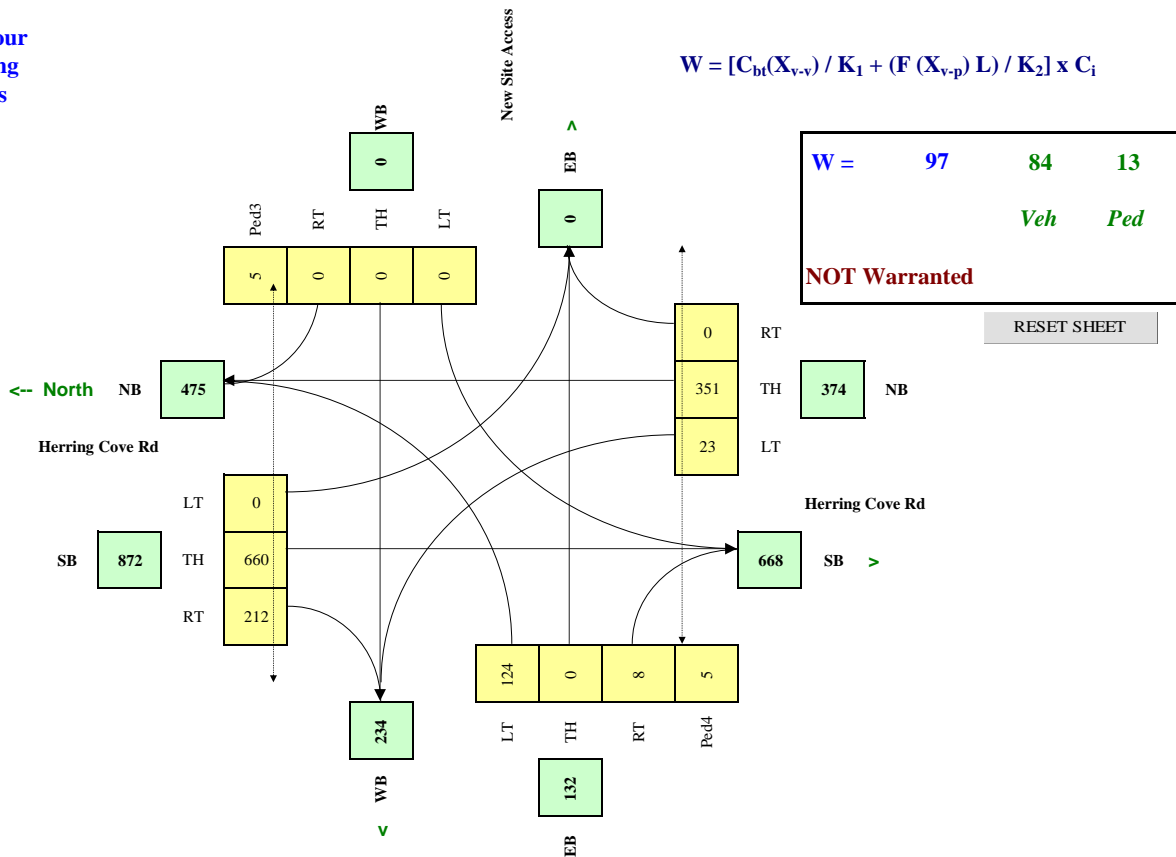 our
ng
s
New Site Access
W = [Cbt(Xv-v) / K1 + (F (Xv-p) L) / K2] x Ci
WB
0
EB
0
^
W = 97 84 13
Veh Ped
NOT Warranted
RESET SHEET
Ped3 RT TH LT
5 0 0 0
0 RT
351 TH 374 NB
23 LT
<-- North NB 475
Herring Cove Rd
Herring Cove Rd
LT 0
SB 872 TH 660
RT 212
668 SB >
124 0 8 5
LT TH RT Ped4
234
WB
v
132
EB